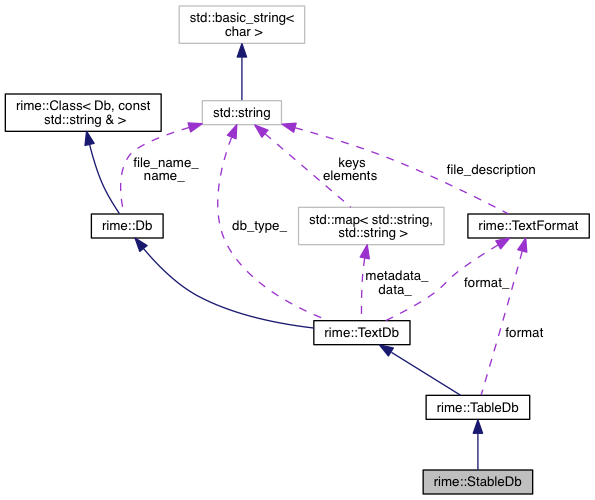 std::basic_string<
char >
rime::Class< Db, const
std::string & >
std::string
file_name_
name_
keys
elements
file_description
rime::Db
db_type_
std::map< std::string,
std::string >
rime::TextFormat
metadata_
data_
format_
rime::TextDb
format
rime::TableDb
rime::StableDb